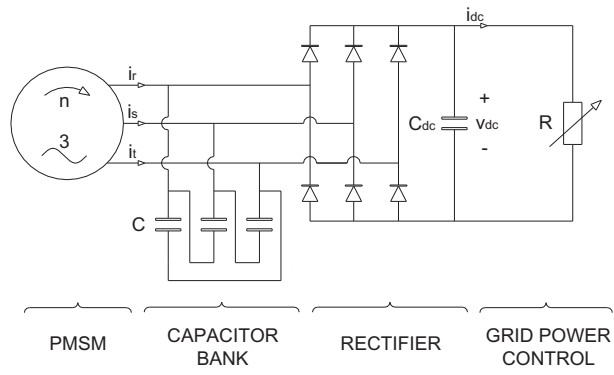 idc
ir
n
is
3
it
C
Cdc
+
vdc
-
R
PMSM
CAPACITOR
BANK
RECTIFIER
GRID POWER
CONTROL